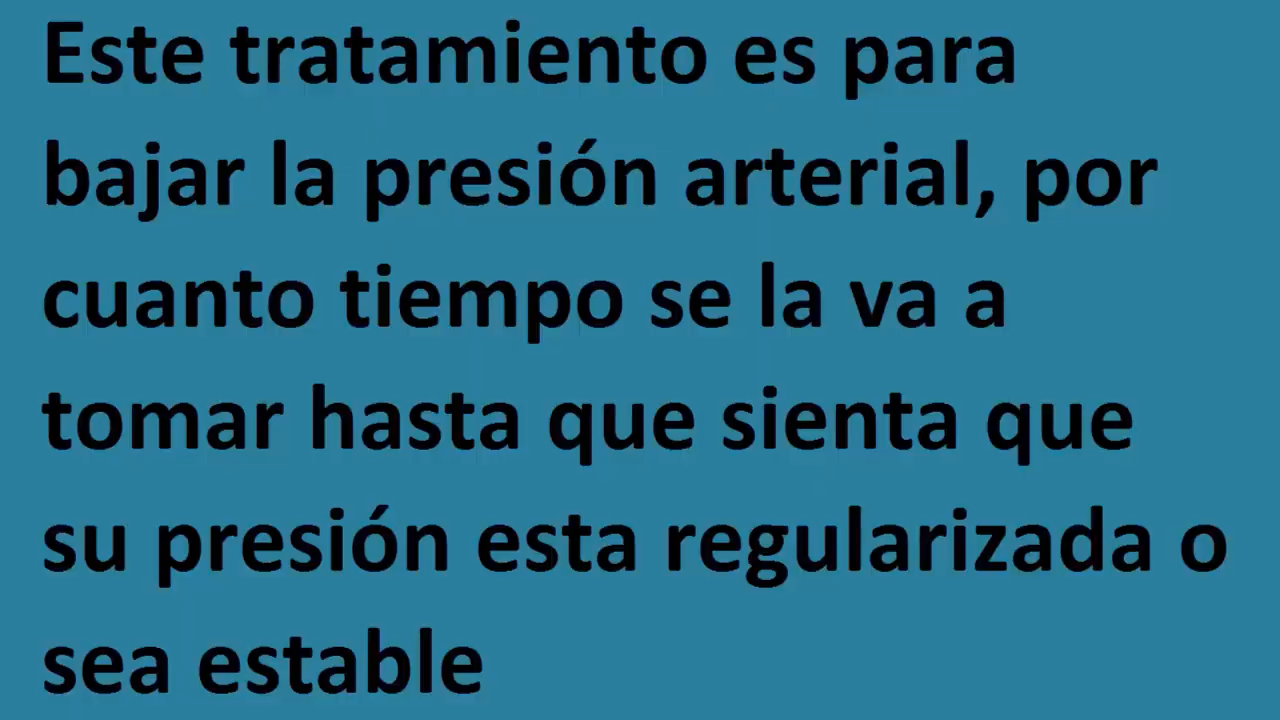 Este tratamiento es para
bajar la presión arterial, por
cuanto tiempo se la va a
tomar hasta que sienta que
su presión esta regularizada o
sea estable